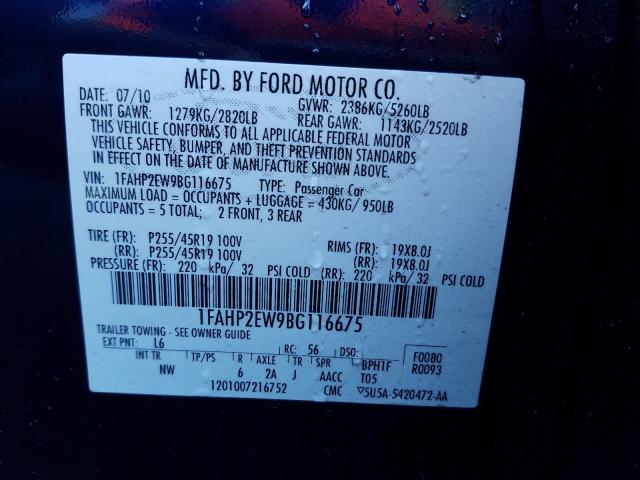 MFD. BY FORD MOTOR CO.
DATE: 07/10 GVWR: 2386KG/5260LB
FRONT GAWR: 1279KG/2820LB REAR GAWR: 1143KG/2520LB
THIS VEHICLE CONFORMS TO ALL APPLICABLE FEDERAL MOTOR
VEHICLE SAFETY, BUMPER, AND THEFT PREVENTION STANDARDS
IN EFFECT ON THE DATE OF MANUFACTURE SHOWN ABOVE.
VIN: 1FAHP2EW9BG116675 TYPE: Passenger Car
MAXIMUM LOAD = OCCUPANTS + LUGGAGE = 430KG/950LB
OCCUPANTS = 5 TOTAL; 2 FRONT, 3 REAR
TIRE (FR): P255/45R19 100V RIMS (FR): 19X8.0J
(RR): P255/45R19 100V (RR): 19X8.0J
PRESSURE (FR): 220 kPa/ 32 PSI COLD (RR): 220 kPa/ 32 PSI COLD
1FAHP2EW9BG116675
TRAILER TOWING - SEE OWNER GUIDE
EXT PNT: L6 RC: 56 DSO: F0080
INT TR TP/PS R AXLE TR SPR BPH1F R0093
NW 6 2A J AACC T05
1201007216752 CMC ▽5U5A-5420472-AA